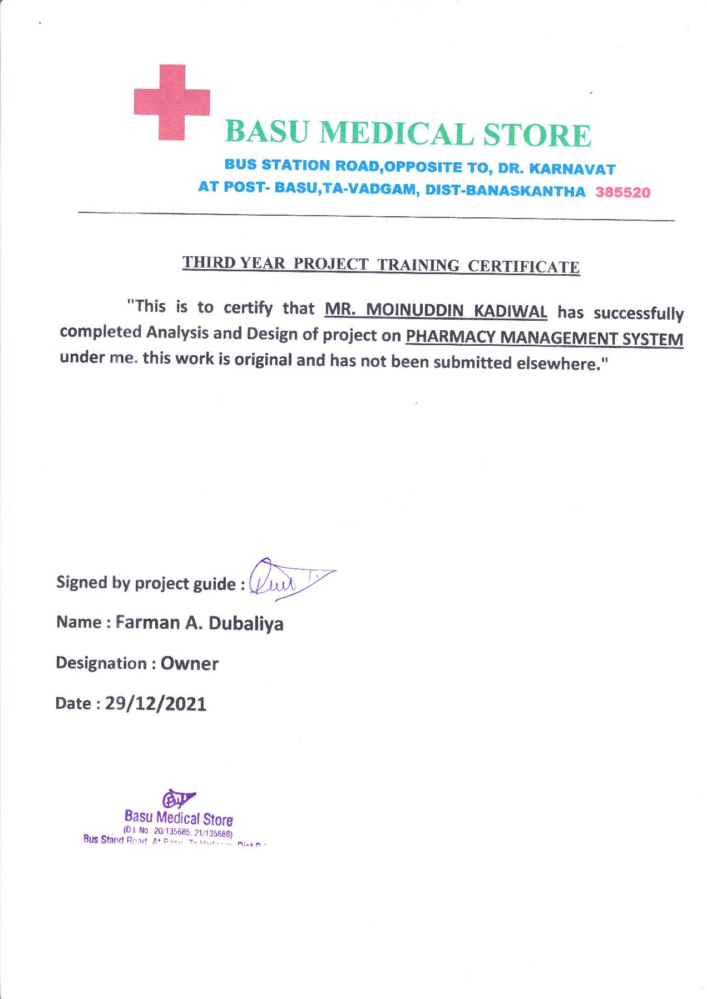 BASU MEDICAL STORE
BUS STATION ROAD,OPPOSITE TO, DR. KARNAVAT
AT POST- BASU,TA-VADGAM, DIST-BANASKANTHA 385520
THIRD YEAR PROJECT TRAINING CERTIFICATE
"This is to certify that MR. MOINUDDIN KADIWAL has successfully
completed Analysis and Design of project on PHARMACY MANAGEMENT SYSTEM
under me. this work is original and has not been submitted elsewhere."
Signed by project guide :
Name : Farman A. Dubaliya
Designation : Owner
Date : 29/12/2021
Basu Medical Store
(D.L No. 20/135685, 21/135686)
Bus Stand Road, At